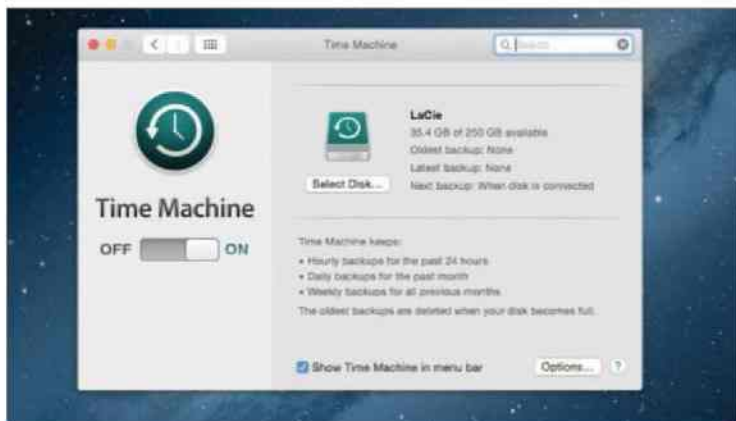 Time Machine
Search
Time Machine
OFF ON
Select Disk...
LaCie
35.4 GB of 250 GB available
Oldest backup: None
Latest backup: None
Next backup: When disk is connected
Time Machine keeps:
• Hourly backups for the past 24 hours
• Daily backups for the past month
• Weekly backups for all previous months
The oldest backups are deleted when your disk becomes full.
Show Time Machine in menu bar
Options...
?